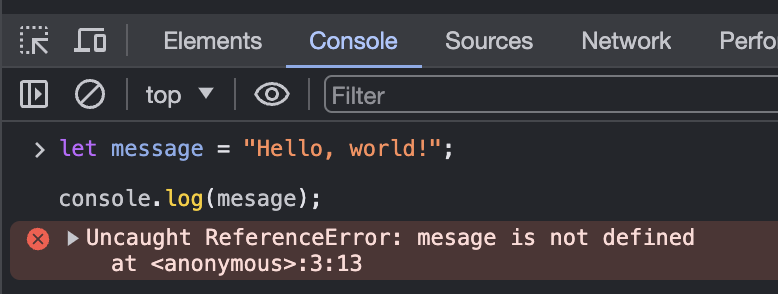 Elements Console Sources Network Perfo
top Filter
let message = "Hello, world!";
console.log(mesage);
Uncaught ReferenceError: mesage is not defined
at <anonymous>:3:13